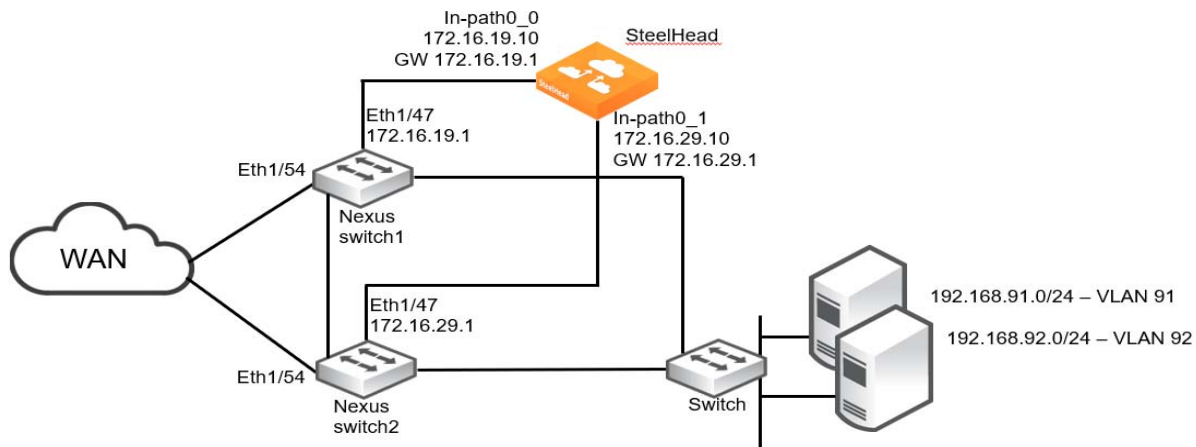 In-path0_0
172.16.19.10
GW 172.16.19.1
SteelHead
SteelHead
Eth1/47
172.16.19.1
In-path0_1
172.16.29.10
GW 172.16.29.1
Eth1/54
Nexus
switch1
WAN
Eth1/47
172.16.29.1
192.168.91.0/24 – VLAN 91
192.168.92.0/24 – VLAN 92
Eth1/54
Nexus
switch2
Switch